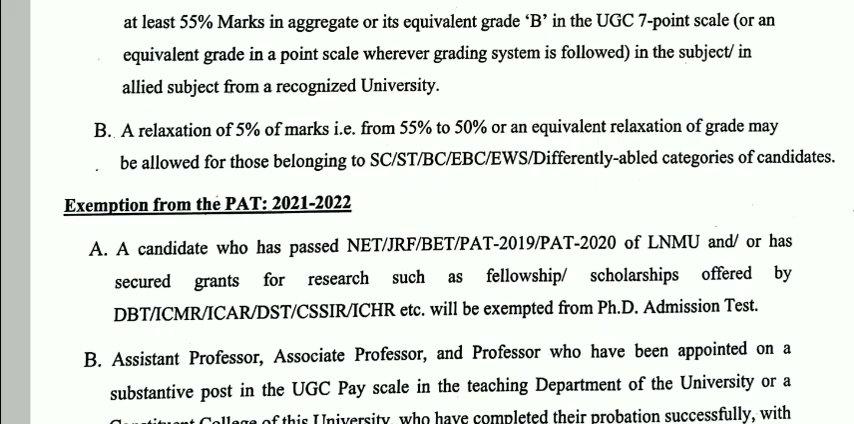 at least 55% Marks in aggregate or its equivalent grade ‘B’ in the UGC 7-point scale (or an
equivalent grade in a point scale wherever grading system is followed) in the subject/ in
allied subject from a recognized University.
B. A relaxation of 5% of marks i.e. from 55% to 50% or an equivalent relaxation of grade may
be allowed for those belonging to SC/ST/BC/EBC/EWS/Differently-abled categories of candidates.
Exemption from the PAT: 2021-2022
A. A candidate who has passed NET/JRF/BET/PAT-2019/PAT-2020 of LNMU and/ or has
secured grants for research such as fellowship/ scholarships offered by
DBT/ICMR/ICAR/DST/CSSIR/ICHR etc. will be exempted from Ph.D. Admission Test.
B. Assistant Professor, Associate Professor, and Professor who have been appointed on a
substantive post in the UGC Pay scale in the teaching Department of the University or a
Constituent College of this University, who have completed their probation successfully, with